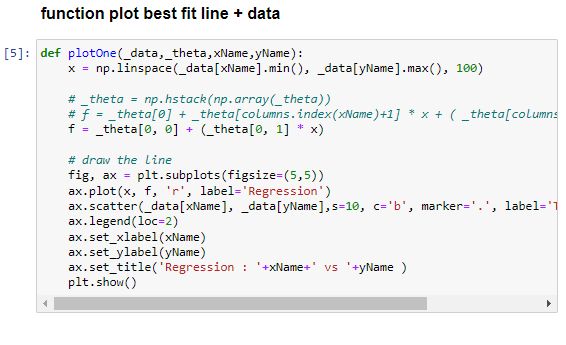 function plot best fit line + data
[5]: def plotOne(_data,_theta,xName,yName):
x = np.linspace(_data[xName].min(), _data[yName].max(), 100)
# _theta = np.hstack(np.array(_theta))
# f = _theta[0] + _theta[columns.index(xName)+1] * x + ( _theta[columns
f = _theta[0, 0] + (_theta[0, 1] * x)
# draw the line
fig, ax = plt.subplots(figsize=(5,5))
ax.plot(x, f, 'r', label='Regression')
ax.scatter(_data[xName], _data[yName],s=10, c='b', marker='.', label='
ax.legend(loc=2)
ax.set_xlabel(xName)
ax.set_ylabel(yName)
ax.set_title('Regression : '+xName+' vs '+yName )
plt.show()